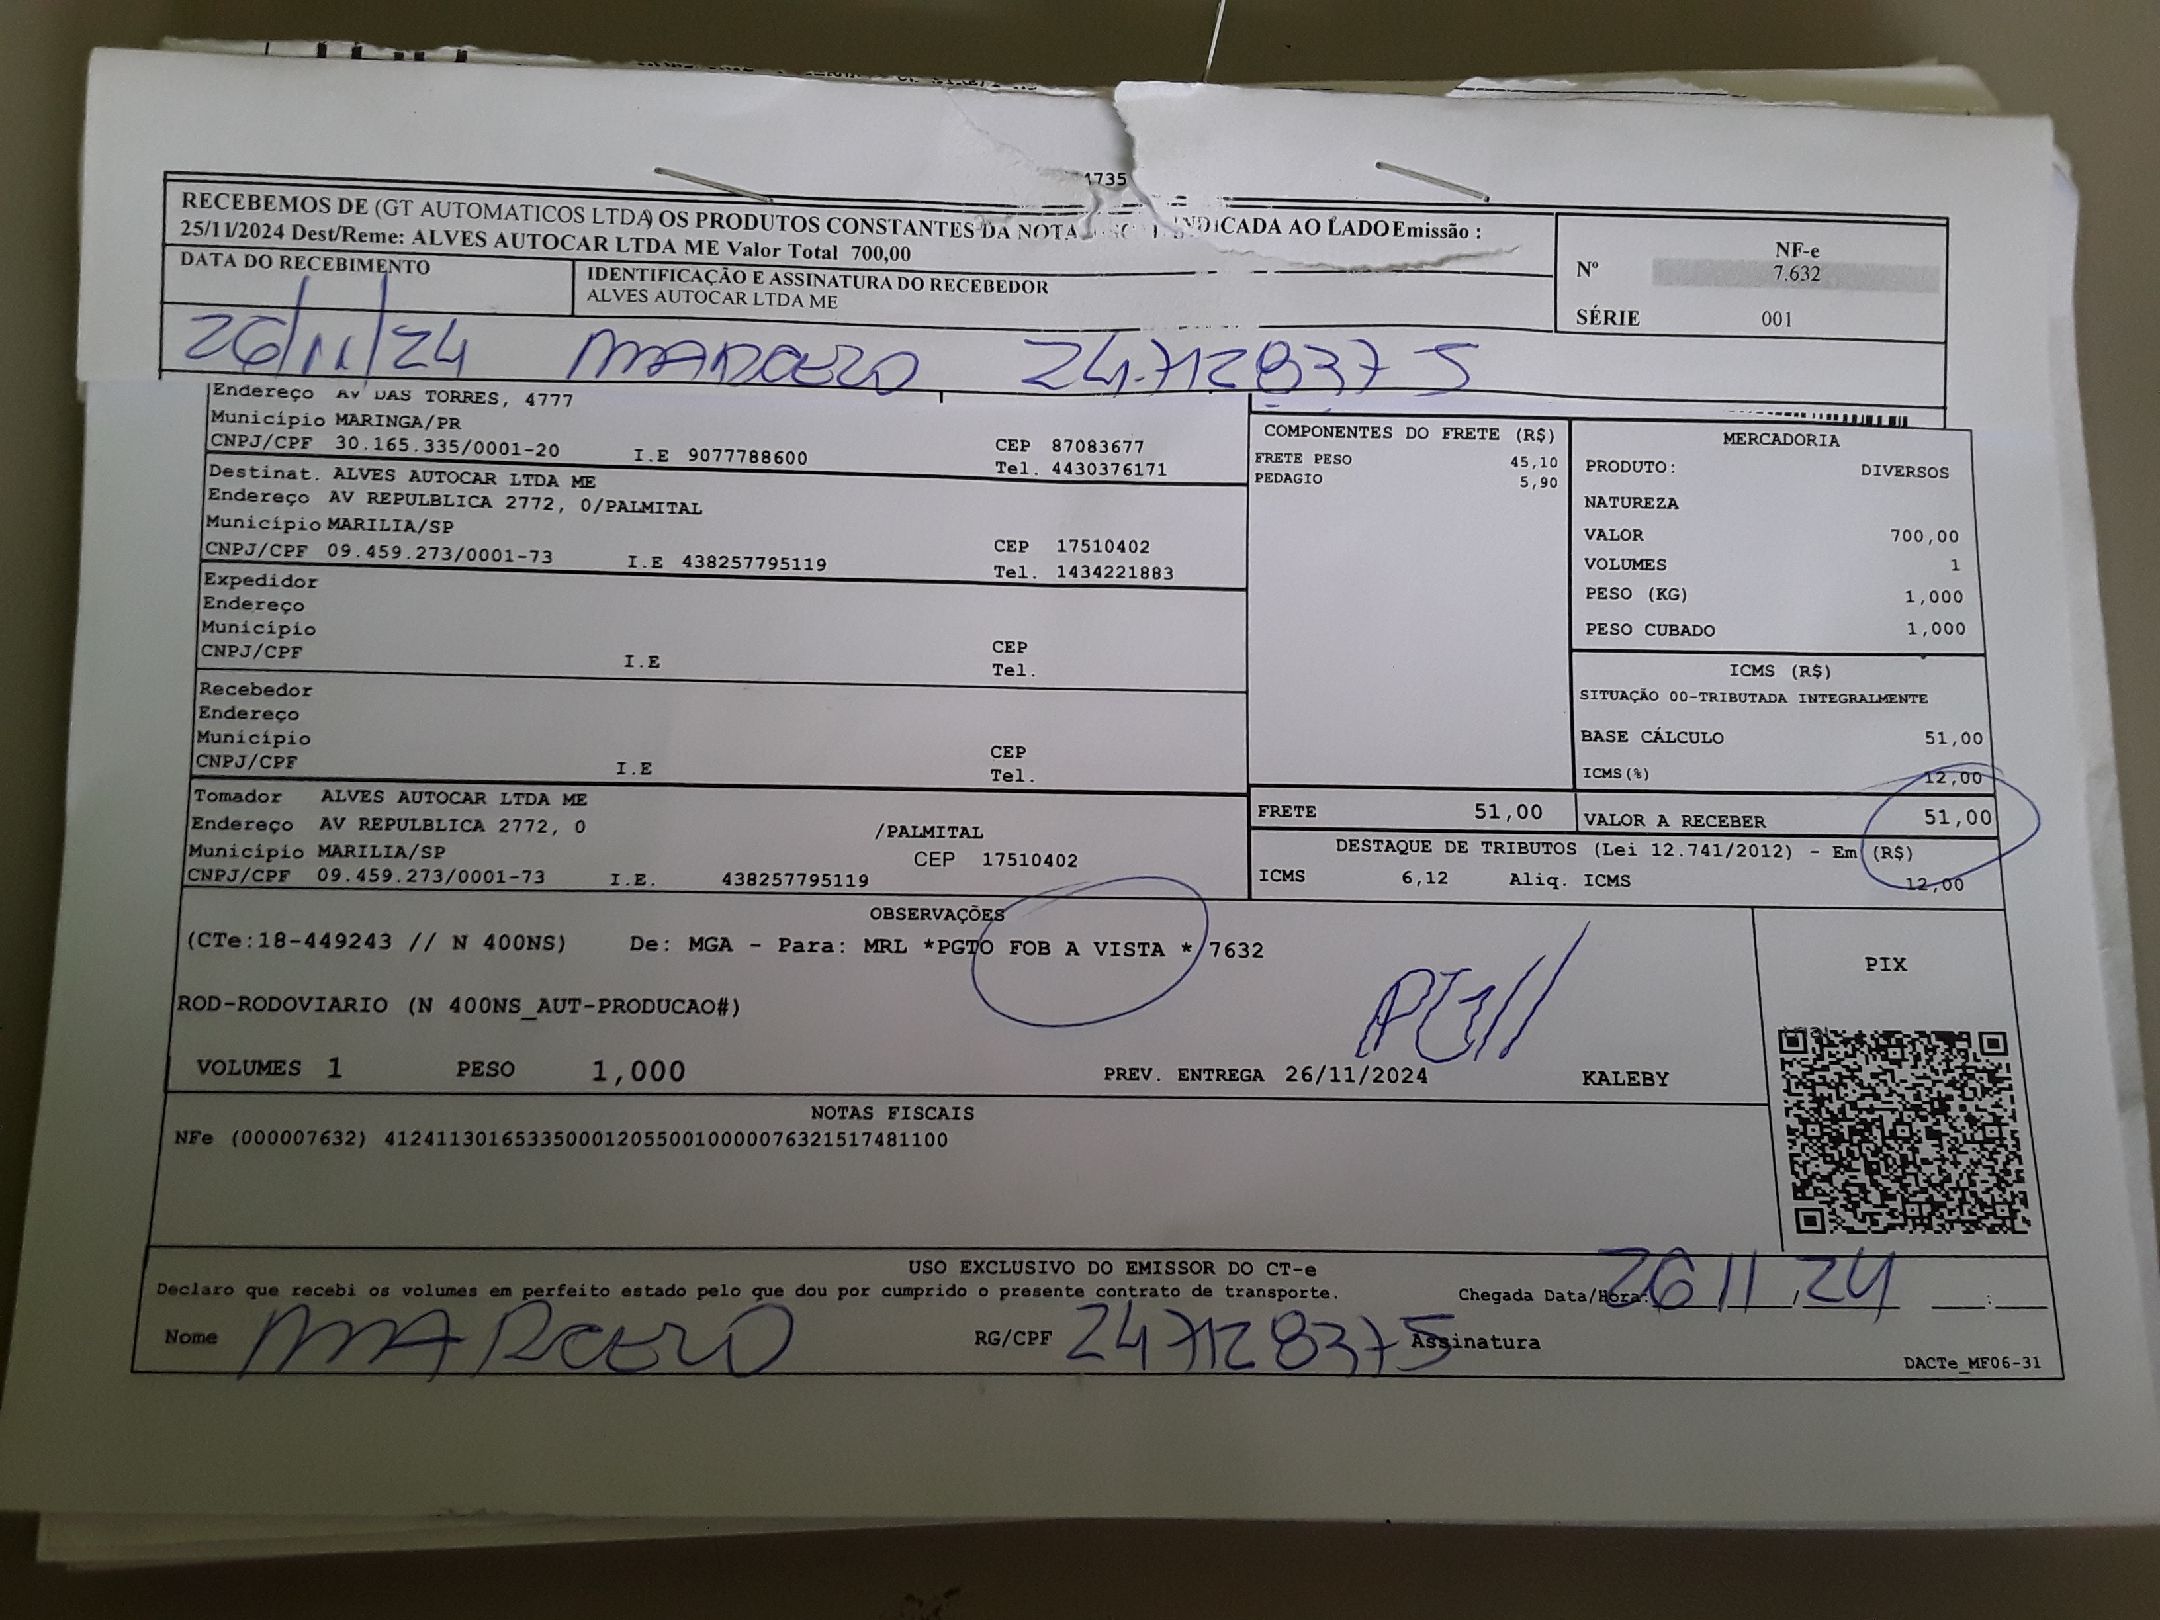 1735
RECEBEMOS DE (GT AUTOMATICOS LTDA) OS PRODUTOS CONSTANTES DA NOTA INDICADA AO LADO Emissão :
25/11/2024 Dest/Reme: ALVES AUTOCAR LTDA ME Valor Total 700,00
DATA DO RECEBIMENTO
IDENTIFICAÇÃO E ASSINATURA DO RECEBEDOR
ALVES AUTOCAR LTDA ME
NF-e
Nº 7.632
SÉRIE 001
26/11/24 MARCELO 24.7128375
Endereço AV DAS TORRES, 4777
Município MARINGA/PR
CNPJ/CPF 30.165.335/0001-20 I.E 9077788600
CEP 87083677
Tel. 4430376171
Destinat. ALVES AUTOCAR LTDA ME
Endereço AV REPULBLICA 2772, 0/PALMITAL
Município MARILIA/SP
CNPJ/CPF 09.459.273/0001-73 I.E 438257795119
CEP 17510402
Tel. 1434221883
Expedidor
Endereço
Município
CNPJ/CPF I.E
CEP
Tel.
Recebedor
Endereço
Município
CNPJ/CPF I.E
CEP
Tel.
Tomador ALVES AUTOCAR LTDA ME
Endereço AV REPULBLICA 2772, 0 /PALMITAL
Município MARILIA/SP CEP 17510402
CNPJ/CPF 09.459.273/0001-73 I.E. 438257795119
COMPONENTES DO FRETE (R$)
FRETE PESO 45,10
PEDAGIO 5,90
MERCADORIA
PRODUTO: DIVERSOS
NATUREZA
VALOR 700,00
VOLUMES 1
PESO (KG) 1,000
PESO CUBADO 1,000
ICMS (R$)
SITUAÇÃO 00-TRIBUTADA INTEGRALMENTE
BASE CÁLCULO 51,00
ICMS(%) 12,00
FRETE 51,00
VALOR A RECEBER 51,00
DESTAQUE DE TRIBUTOS (Lei 12.741/2012) - Em (R$)
ICMS 6,12 Aliq. ICMS 12,00
OBSERVAÇÕES
(CTe:18-449243 // N 400NS) De: MGA - Para: MRL *PGTO FOB A VISTA * 7632
ROD-RODOVIARIO (N 400NS_AUT-PRODUCAO#)
VOLUMES 1 PESO 1,000 PREV. ENTREGA 26/11/2024 KALEBY
PIX
NOTAS FISCAIS
NFe (000007632) 41241130165335000120550010000076321517481100
USO EXCLUSIVO DO EMISSOR DO CT-e
Declaro que recebi os volumes em perfeito estado pelo que dou por cumprido o presente contrato de transporte.
Chegada Data/Hora: 26 11 24
Nome MARCELO RG/CPF 247128375 Assinatura
DACTe_MF06-31